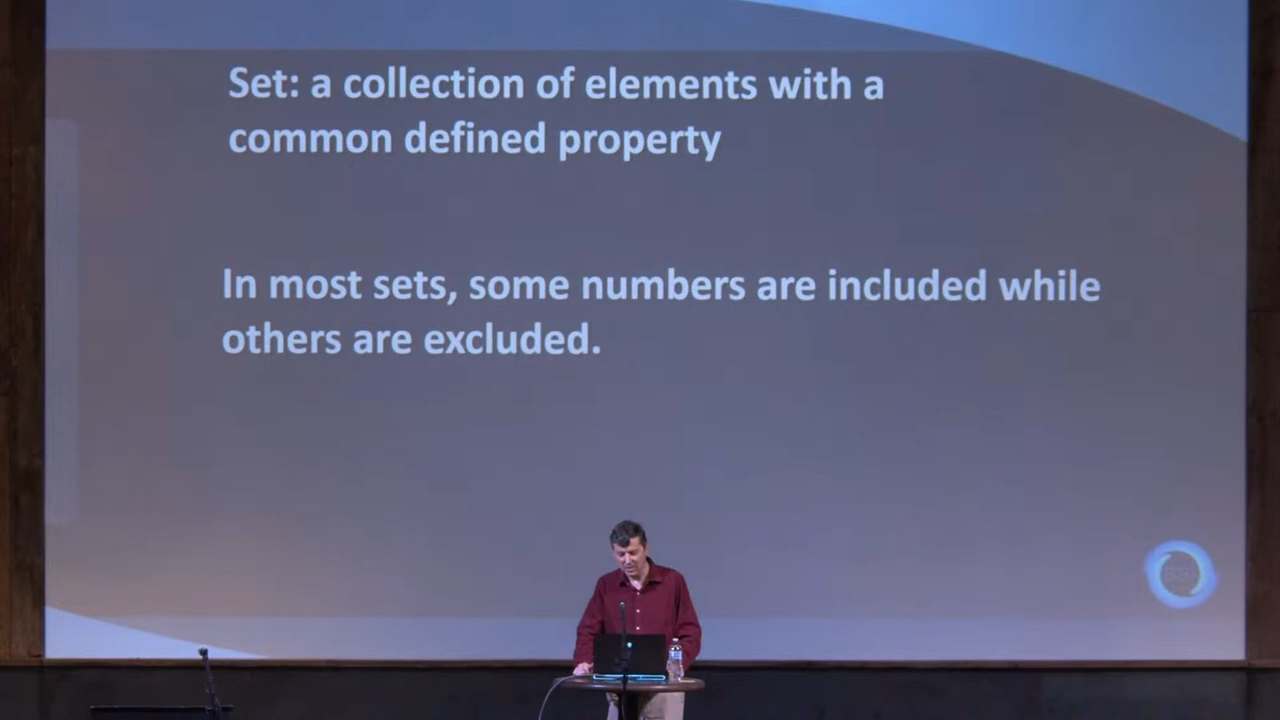 Set: a collection of elements with a
common defined property
In most sets, some numbers are included while
others are excluded.